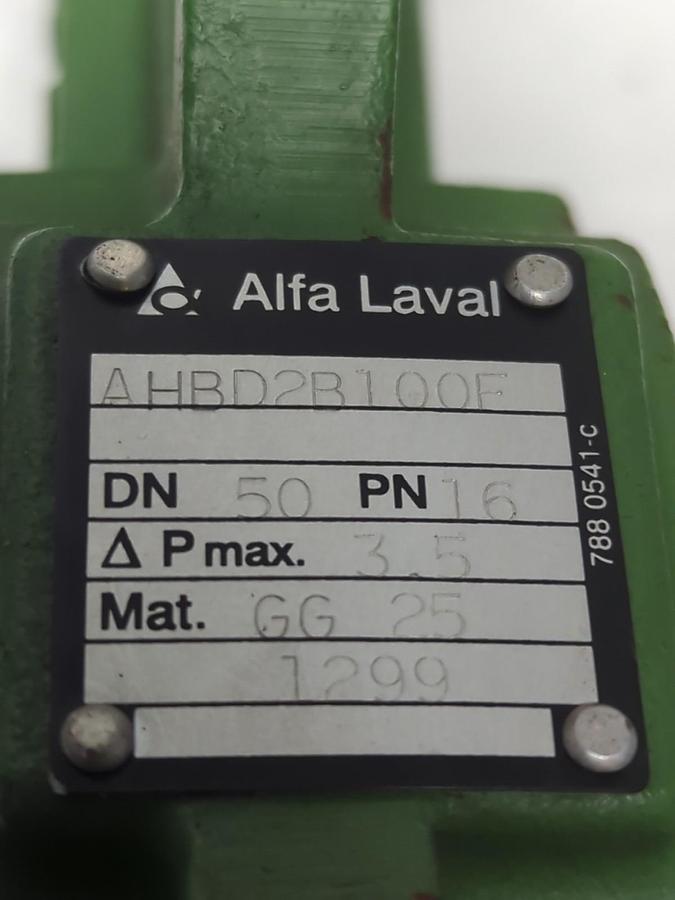 Alfa Laval
AHBD2B100F
DN 50 PN 16
Δ P max. 3.5
Mat. GG 25
1299
788 0541-C